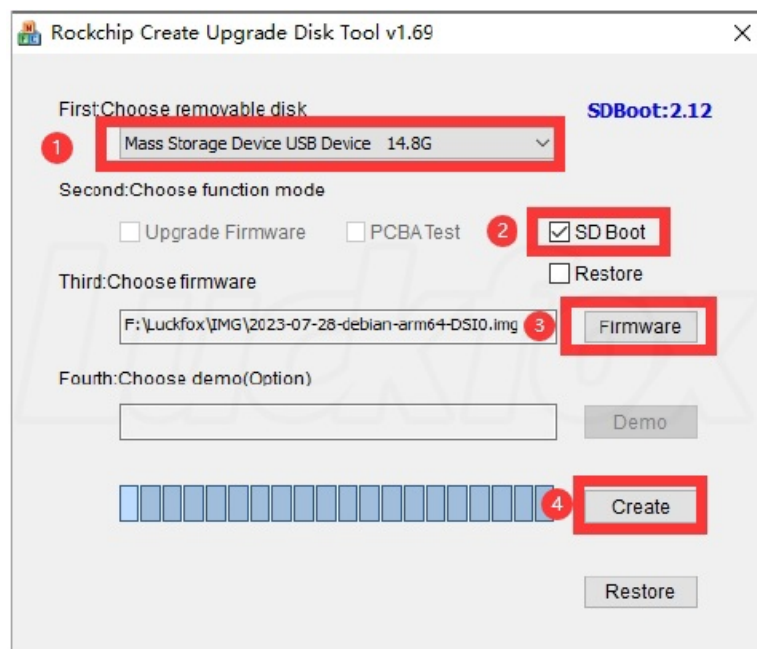 Rockchip Create Upgrade Disk Tool v1.69
First:Choose removable disk
SDBoot:2.12
1
Mass Storage Device USB Device 14.8G
Second:Choose function mode
Upgrade Firmware
PCBA Test
2
SD Boot
Restore
Third:Choose firmware
F:\Luckfox\IMG\2023-07-28-debian-arm64-DSI0.img
3
Firmware
Fourth:Choose demo(Option)
Demo
4
Create
Restore
Luckfox